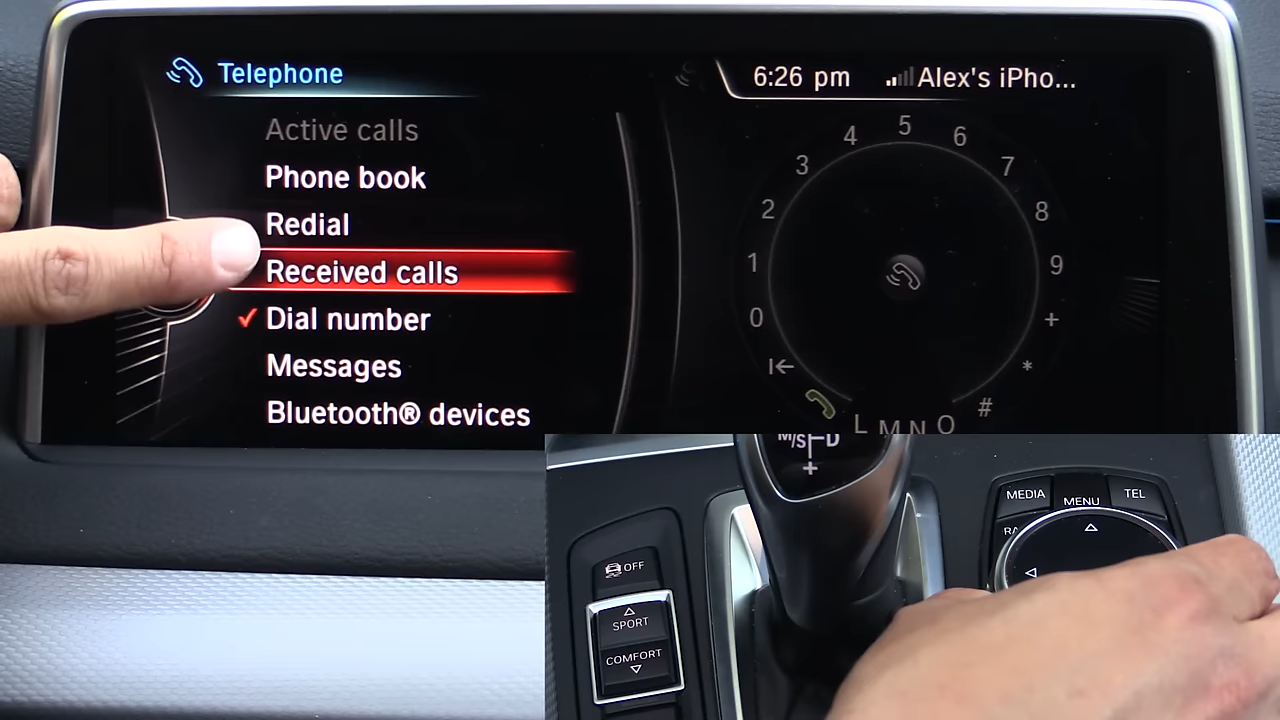 Telephone
6:26 pm
Alex's iPho...
Active calls
Phone book
Redial
Received calls
Dial number
Messages
Bluetooth® devices
0 1 2 3 4 5 6 7 8 9 + * #
L M N O
M/S D
+
MEDIA
MENU
TEL
RA
OFF
SPORT
COMFORT